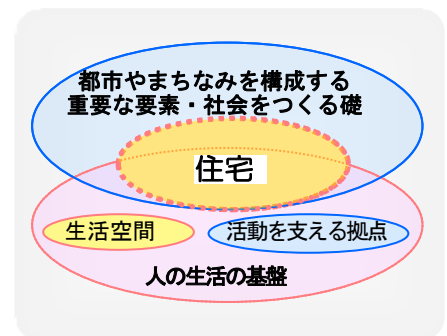 都市やまちなみを構成する
重要な要素・社会をつくる礎
住宅
生活空間
活動を支える拠点
人の生活の基盤